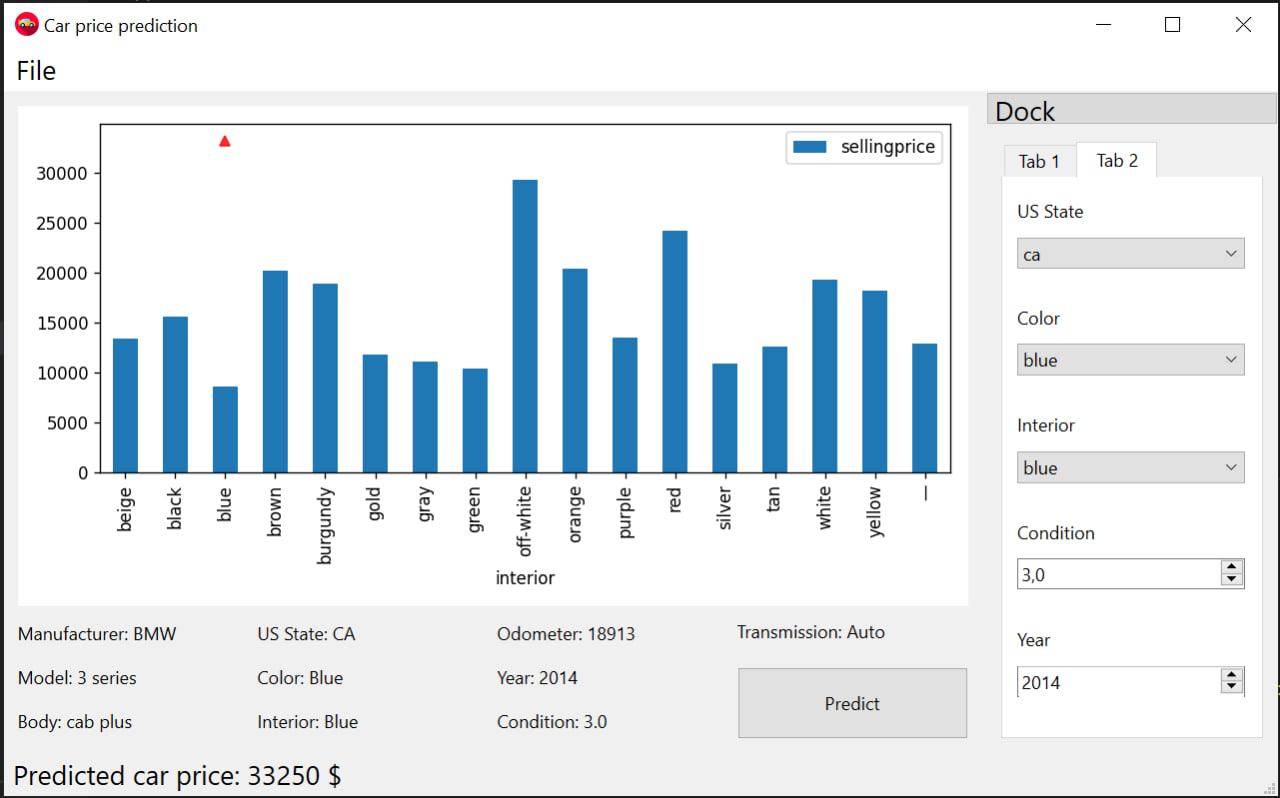 Car price prediction
File
sellingprice
30000
25000
20000
15000
10000
5000
0
beige
black
blue
brown
burgundy
gold
gray
green
off-white
orange
purple
red
silver
tan
white
yellow
—
interior
Manufacturer: BMW
US State: CA
Odometer: 18913
Transmission: Auto
Model: 3 series
Color: Blue
Year: 2014
Body: cab plus
Interior: Blue
Condition: 3.0
Predict
Predicted car price: 33250 $
Dock
Tab 1
Tab 2
US State
ca
Color
blue
Interior
blue
Condition
3,0
Year
2014